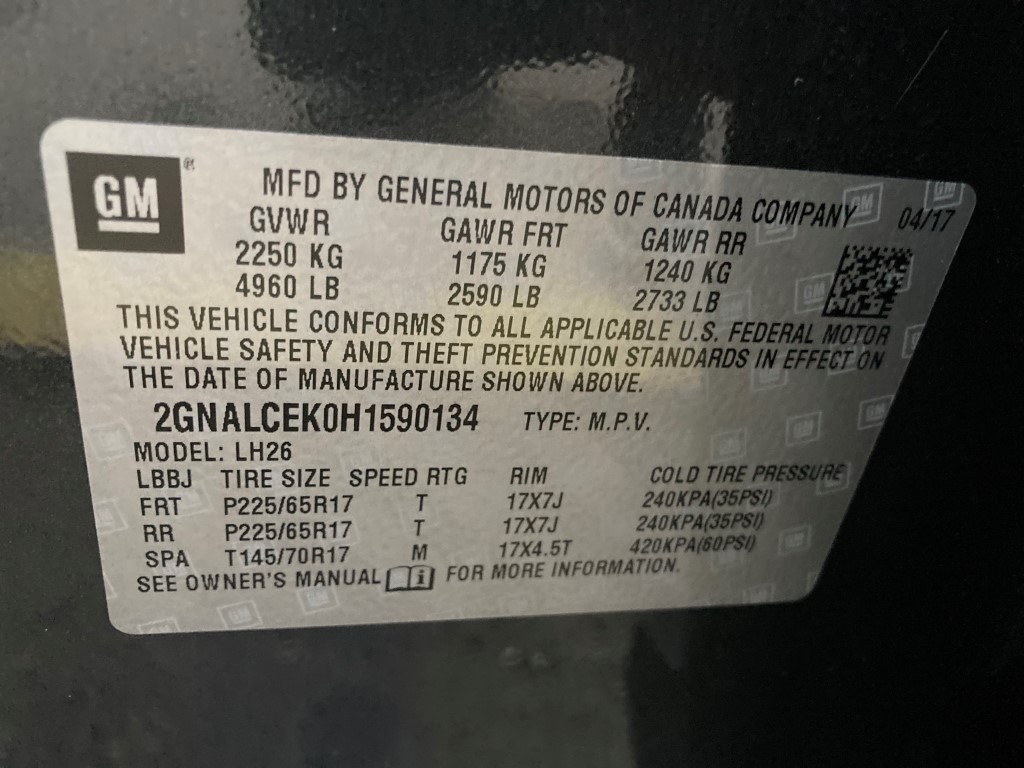 GM ®
MFD BY GENERAL MOTORS OF CANADA COMPANY 04/17
GVWR GAWR FRT GAWR RR
2250 KG 1175 KG 1240 KG
4960 LB 2590 LB 2733 LB
THIS VEHICLE CONFORMS TO ALL APPLICABLE U.S. FEDERAL MOTOR
VEHICLE SAFETY AND THEFT PREVENTION STANDARDS IN EFFECT ON
THE DATE OF MANUFACTURE SHOWN ABOVE.
2GNALCEK0H1590134 TYPE: M.P.V.
MODEL: LH26
LBBJ TIRE SIZE SPEED RTG RIM COLD TIRE PRESSURE
FRT P225/65R17 T 17X7J 240KPA(35PSI)
RR P225/65R17 T 17X7J 240KPA(35PSI)
SPA T145/70R17 M 17X4.5T 420KPA(60PSI)
SEE OWNER'S MANUAL i FOR MORE INFORMATION.